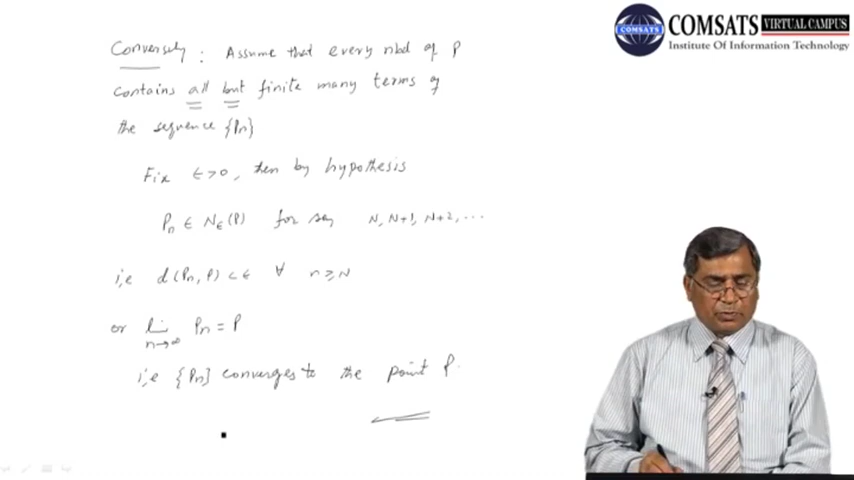 COMSATS VIRTUAL CAMPUS
Institute Of Information Technology
COMSATS
Conversely : Assume that every nbd of P
contains all but finite many terms of
the sequence {Pn}
Fix ϵ>0, then by hypothesis
Pn ∈ Nϵ(P) for say N, N+1, N+2, ...
i,e d(Pn, P) < ϵ ∀ n ≥ N
or lim Pn = P
n→∞
i,e {Pn} converges to the point P.